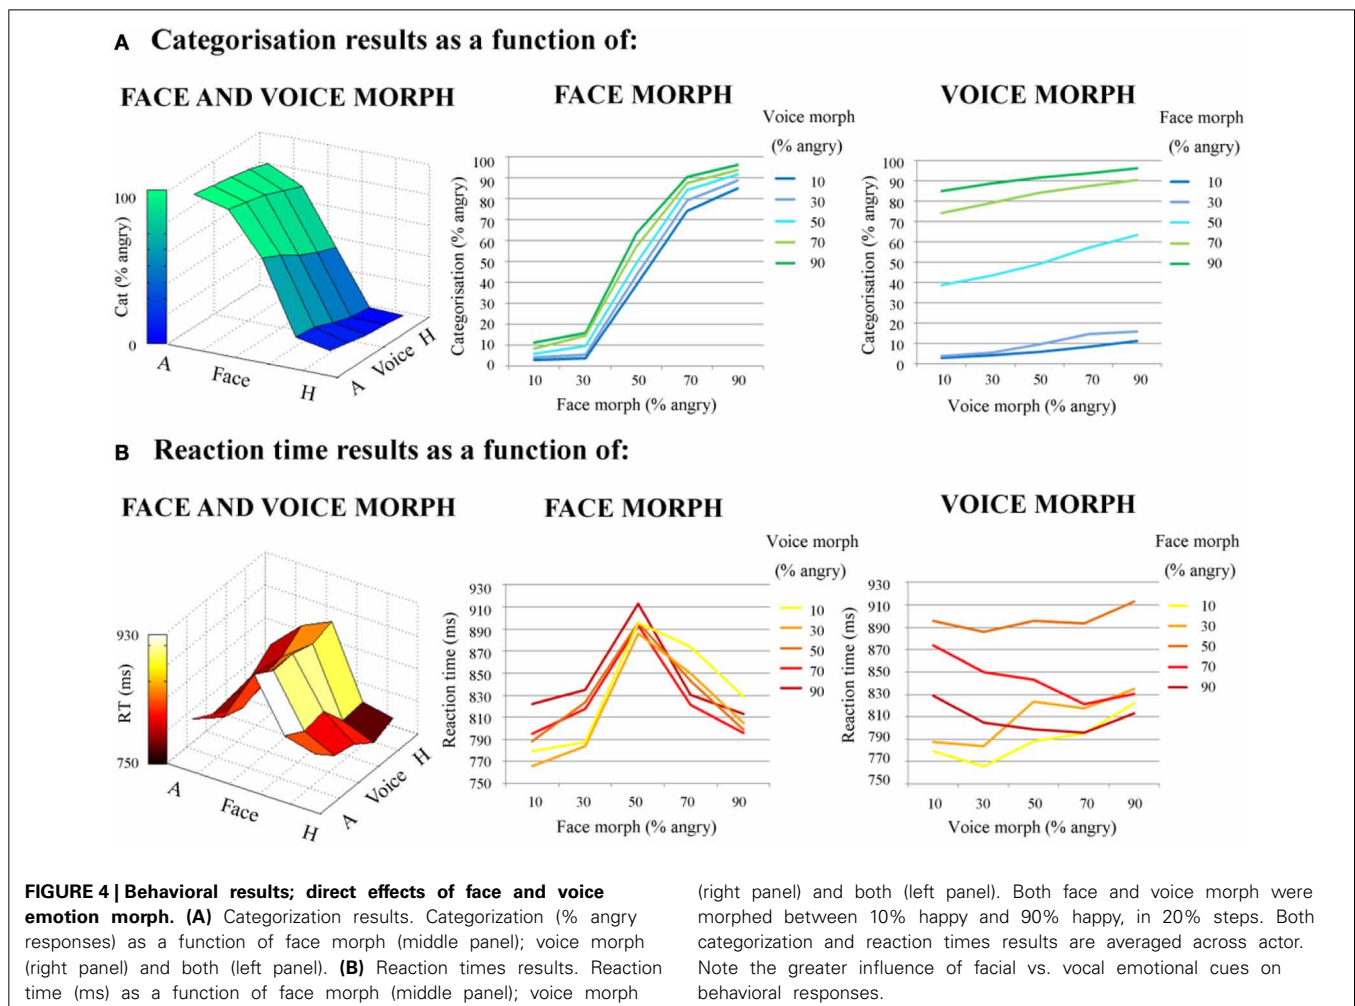 A Categorisation results as a function of:
FACE AND VOICE MORPH
Cat (% angry)
100
0
A
Face
H
A
Voice
H
FACE MORPH
Voice morph
(% angry)
10
30
50
70
90
Categorisation (% angry)
100
90
80
70
60
50
40
30
20
10
0
10 30 50 70 90
Face morph (% angry)
VOICE MORPH
Face morph
(% angry)
10
30
50
70
90
Categorisation (% angry)
100
90
80
70
60
50
40
30
20
10
0
10 30 50 70 90
Voice morph (% angry)
B Reaction time results as a function of:
FACE AND VOICE MORPH
RT (ms)
930
750
A
Face
H
A
Voice
H
FACE MORPH
Voice morph
(% angry)
10
30
50
70
90
Reaction time (ms)
930
910
890
870
850
830
810
790
770
750
10 30 50 70 90
Face morph (% angry)
VOICE MORPH
Face morph
(% angry)
10
30
50
70
90
Reaction time (ms)
930
910
890
870
850
830
810
790
770
750
10 30 50 70 90
Voice morph (% angry)
FIGURE 4 | Behavioral results; direct effects of face and voice
emotion morph. (A) Categorization results. Categorization (% angry
responses) as a function of face morph (middle panel); voice morph
(right panel) and both (left panel). (B) Reaction times results. Reaction
time (ms) as a function of face morph (middle panel); voice morph
(right panel) and both (left panel). Both face and voice morph were
morphed between 10% happy and 90% happy, in 20% steps. Both
categorization and reaction times results are averaged across actor.
Note the greater influence of facial vs. vocal emotional cues on
behavioral responses.